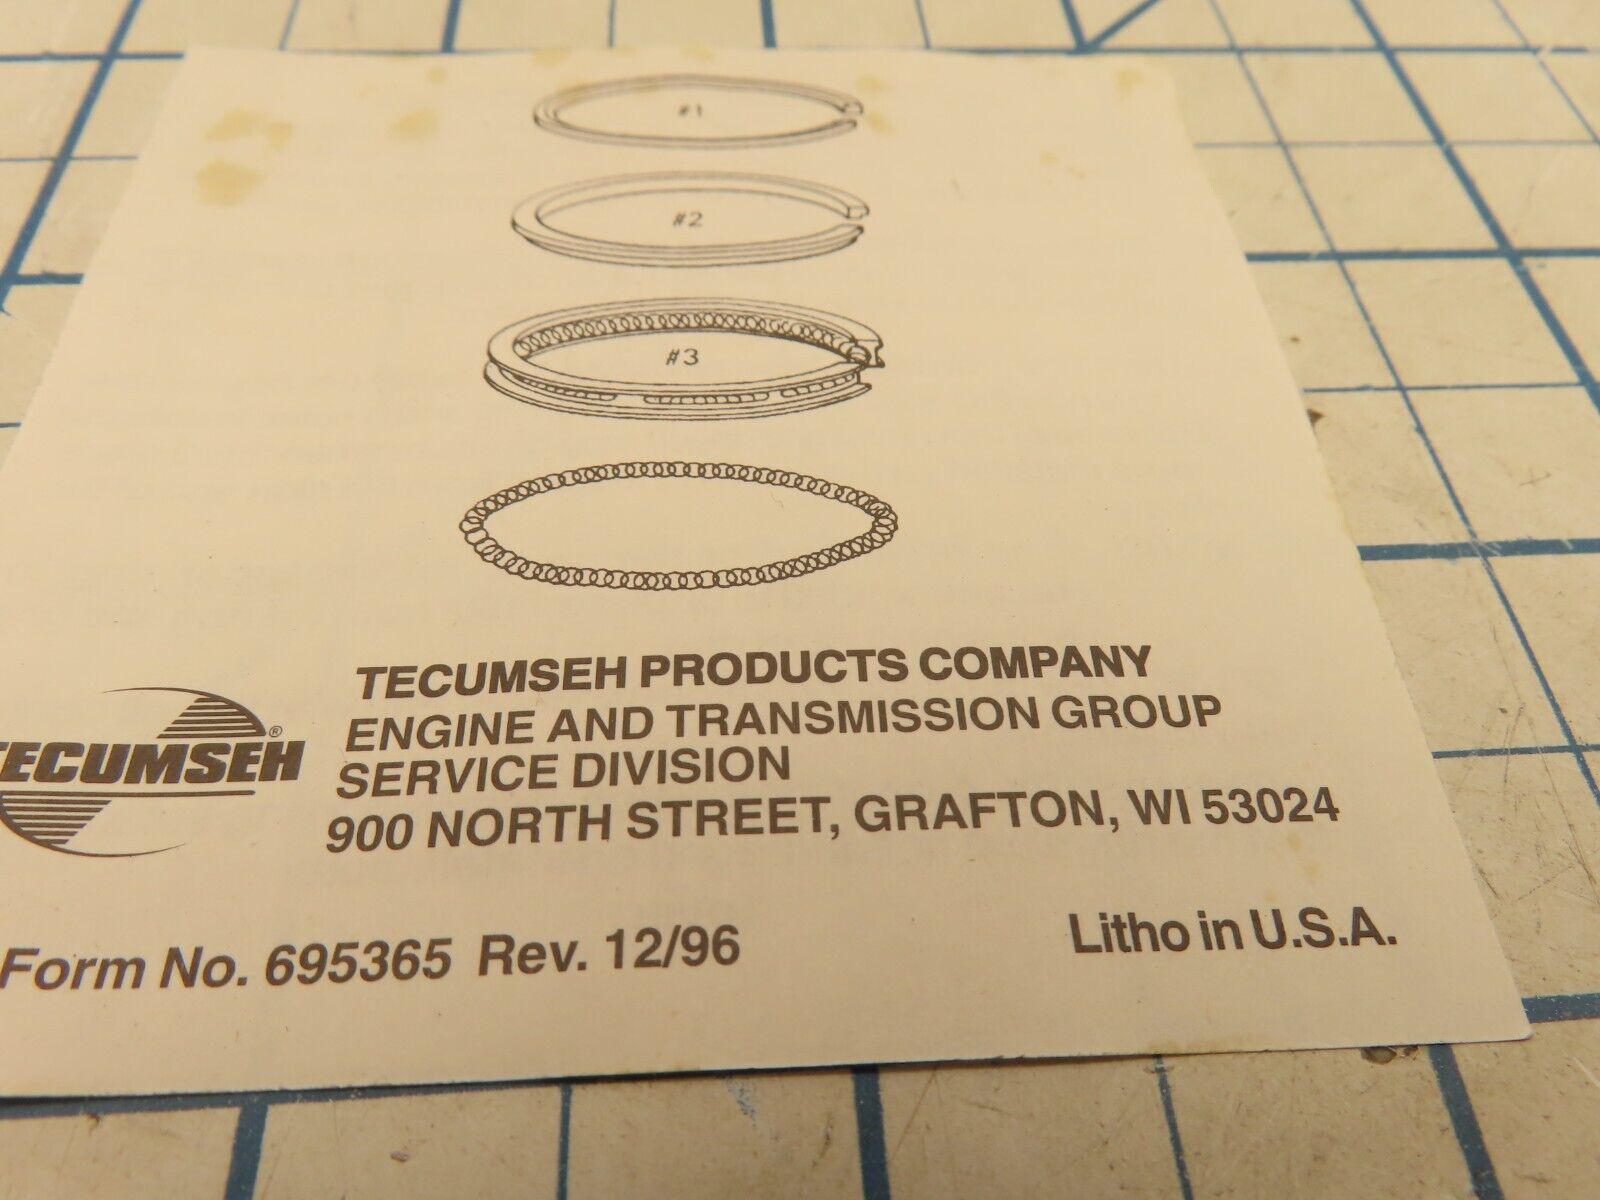 #1
#2
#3
TECUMSEH PRODUCTS COMPANY
ENGINE AND TRANSMISSION GROUP
SERVICE DIVISION
900 NORTH STREET, GRAFTON, WI 53024
TECUMSEH®
Form No. 695365 Rev. 12/96
Litho in U.S.A.